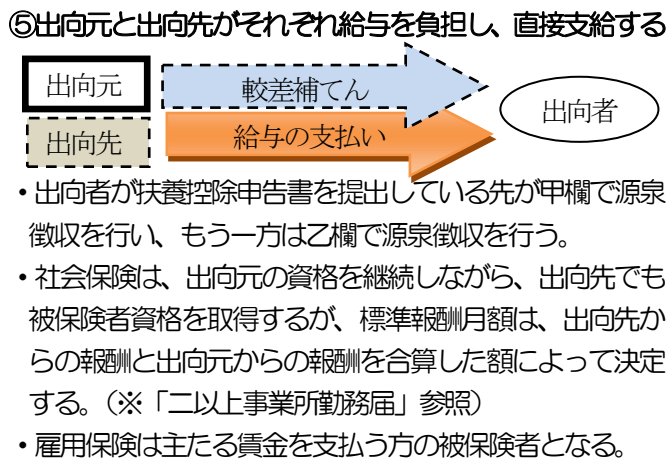 ⑤出向元と出向先がそれぞれ給与を負担し、直接支給する
出向元
較差補てん
出向者
出向先
給与の支払い
・出向者が扶養控除申告書を提出している先が甲欄で源泉
徴収を行い、もう一方は乙欄で源泉徴収を行う。
・社会保険は、出向元の資格を継続しながら、出向先でも
被保険者資格を取得するが、標準報酬月額は、出向先か
らの報酬と出向元からの報酬を合算した額によって決定
する。（※「二以上事業所勤務届」参照）
・雇用保険は主たる賃金を支払う方の被保険者となる。